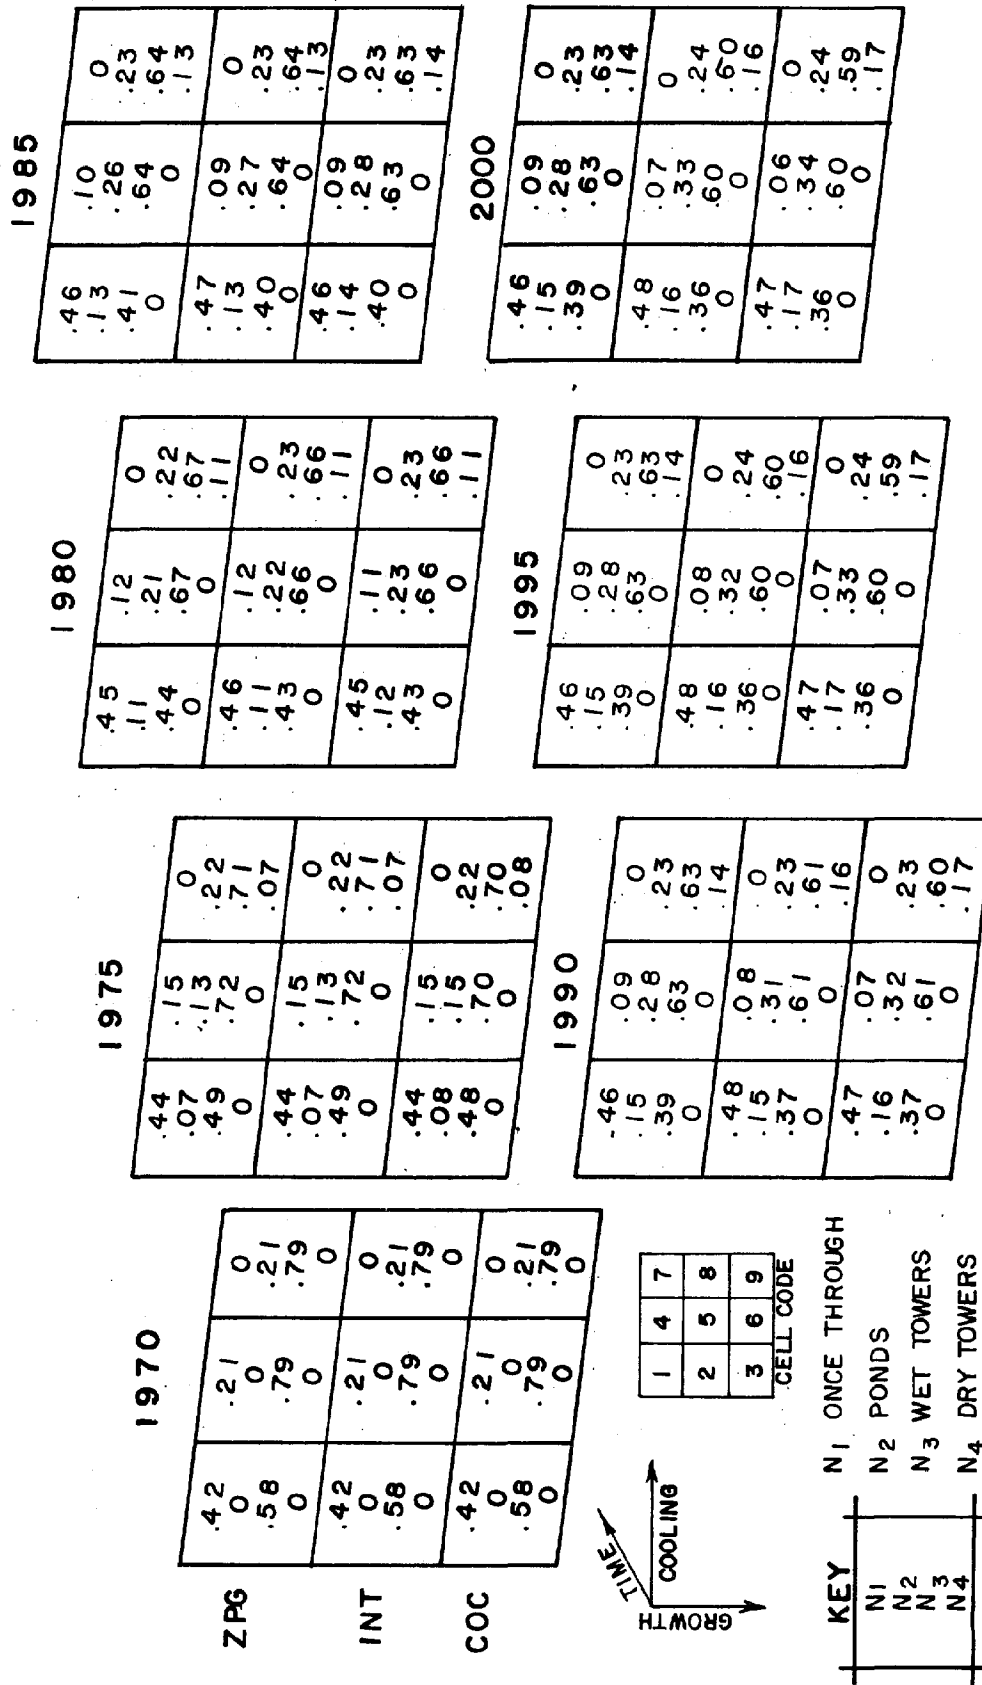 1970
ZPG
.42 .21 0
0 0 .21
.58 .79 .79
0 0 0
INT
.42 .21 0
0 0 .21
.58 .79 .79
0 0 0
COC
.42 .21 0
0 0 .21
.58 .79 .79
0 0 0
1975
.44 .15 0
.07 .13 .22
.49 .72 .71
0 0 .07
.44 .15 0
.07 .13 .22
.49 .72 .71
0 0 .07
.44 .15 0
.08 .15 .22
.48 .70 .70
0 0 .08
1980
.45 .12 0
.11 .21 .22
.44 .67 .67
0 0 .11
.46 .12 0
.11 .22 .23
.43 .66 .66
0 0 .11
.45 .11 0
.12 .23 .23
.43 .66 .66
0 0 .11
1985
.46 .10 0
.13 .26 .23
.41 .64 .64
0 0 .13
.47 .09 0
.13 .27 .23
.40 .64 .64
0 0 .13
.46 .09 0
.14 .28 .23
.40 .63 .63
0 0 .14
TIME
COOLING
GROWTH
1 4 7
2 5 8
3 6 9
CELL CODE
KEY
N1
N2
N3
N4
N1 ONCE THROUGH
N2 PONDS
N3 WET TOWERS
N4 DRY TOWERS
1990
.46 .09 0
.15 .28 .23
.39 .63 .63
0 0 .14
.48 .08 0
.15 .31 .23
.37 .61 .61
0 0 .16
.47 .07 0
.16 .32 .23
.37 .61 .60
0 0 .17
1995
.46 .09 0
.15 .28 .23
.39 .63 .63
0 0 .14
.48 .08 0
.16 .32 .24
.36 .60 .60
0 0 .16
.47 .07 0
.17 .33 .24
.36 .60 .59
0 0 .17
2000
.46 .09 0
.15 .28 .23
.39 .63 .63
0 0 .14
.48 .07 0
.16 .33 .24
.36 .60 .60
0 0 .16
.47 .06 0
.17 .34 .24
.36 .60 .59
0 0 .17